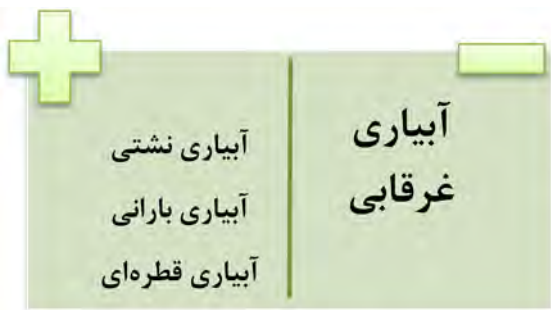 آبیاری
غرقابی
آبیاری نشتی
آبیاری بارانی
آبیاری قطره‌ای